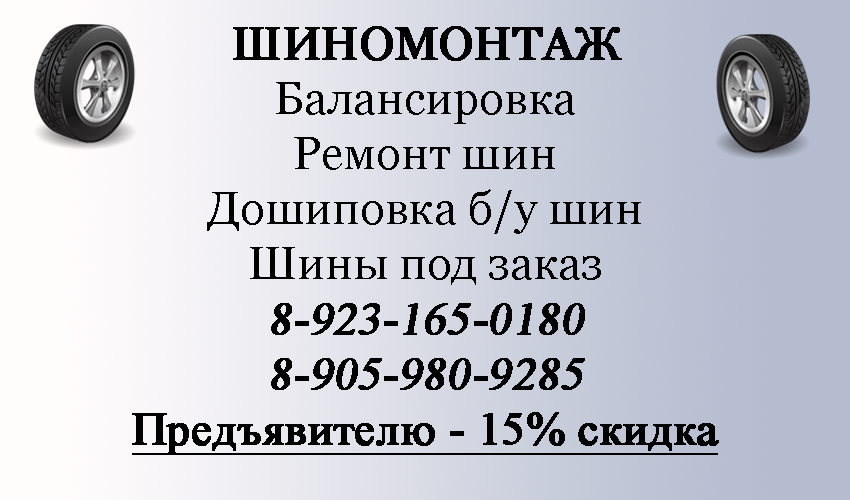 ШИНОМОНТАЖ
Балансировка
Ремонт шин
Дошиповка б/у шин
Шины под заказ
8-923-165-0180
8-905-980-9285
Предъявителю - 15% скидка